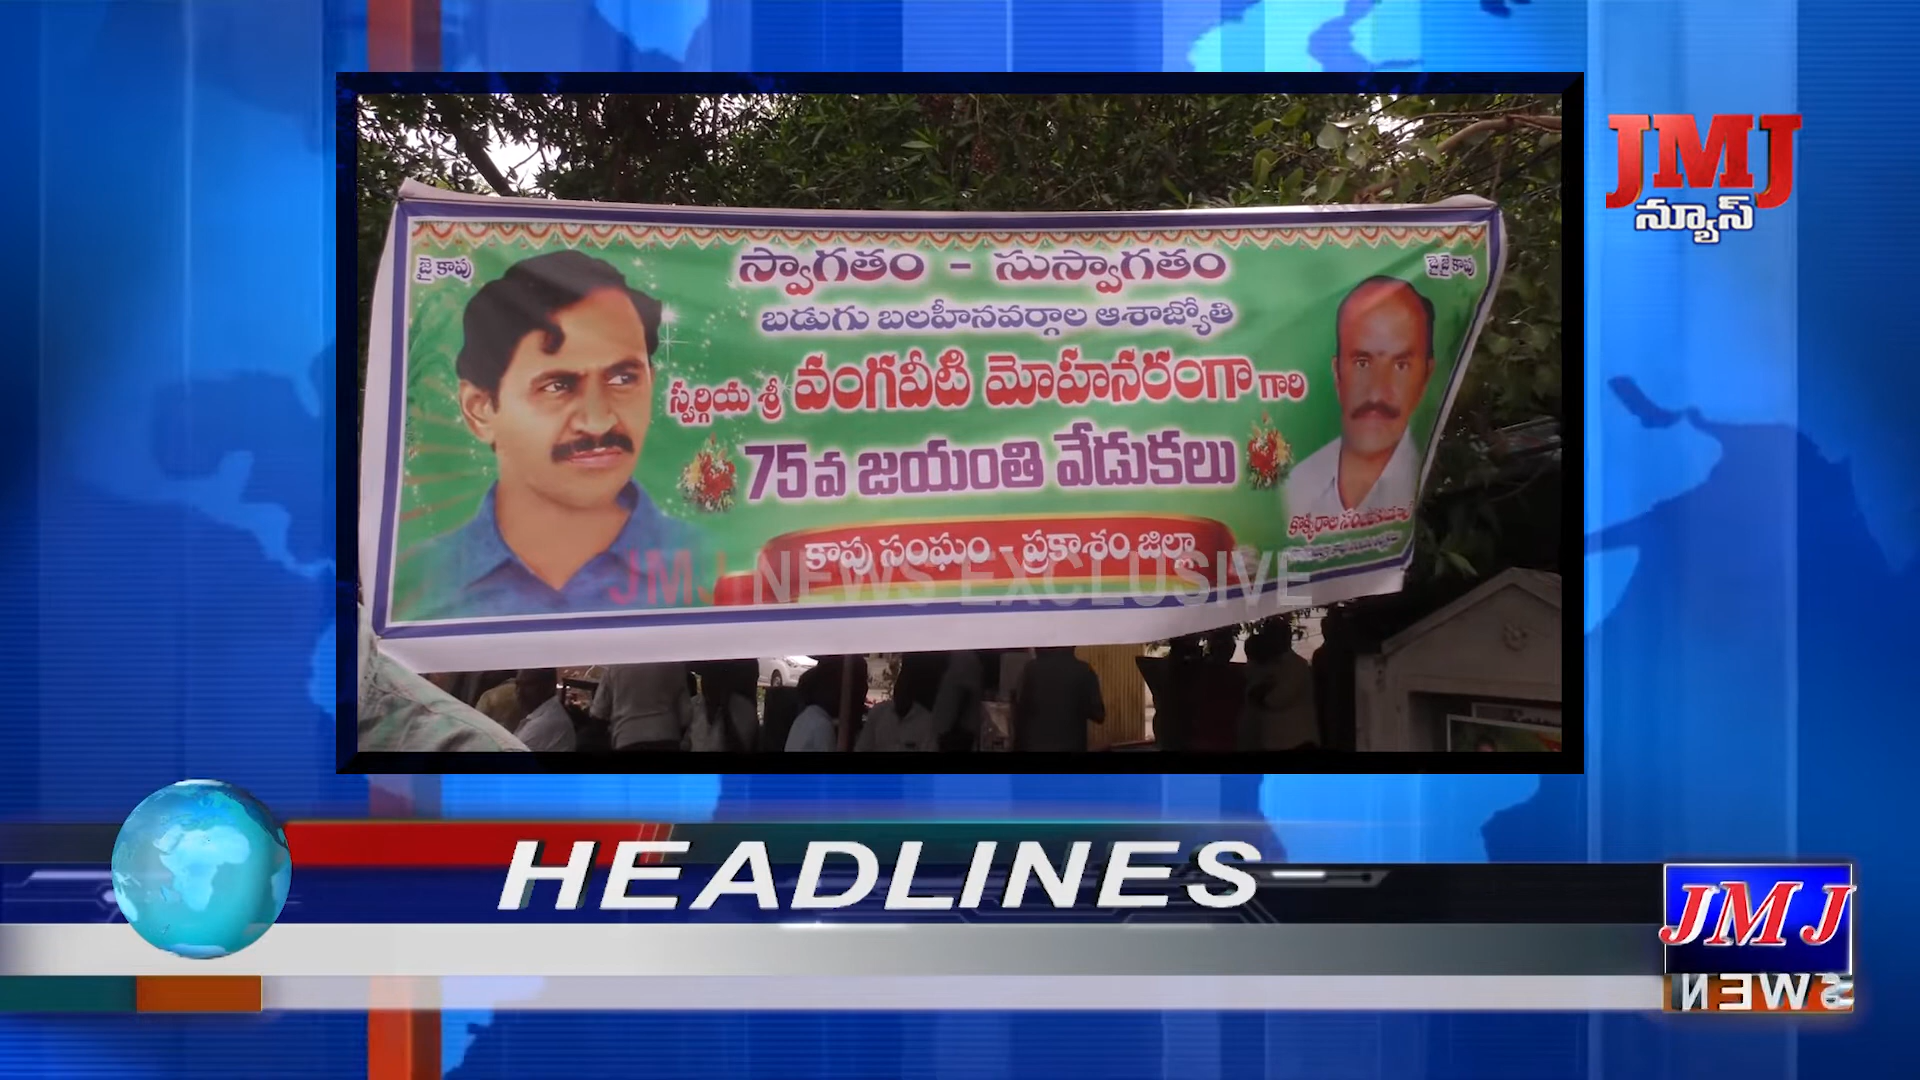 JMJ
న్యూస్
జై కాపు
స్వాగతం - సుస్వాగతం
జై జై కాపు
బడుగు బలహీనవర్గాల ఆశాజ్యోతి
స్వర్గీయ శ్రీ వంగవీటి మోహనరంగా గారి
75వ జయంతి వేడుకలు
కాపు సంఘం - ప్రకాశం జిల్లా
JMJ NEWS EXCLUSIVE
HEADLINES
JMJ
NEWS